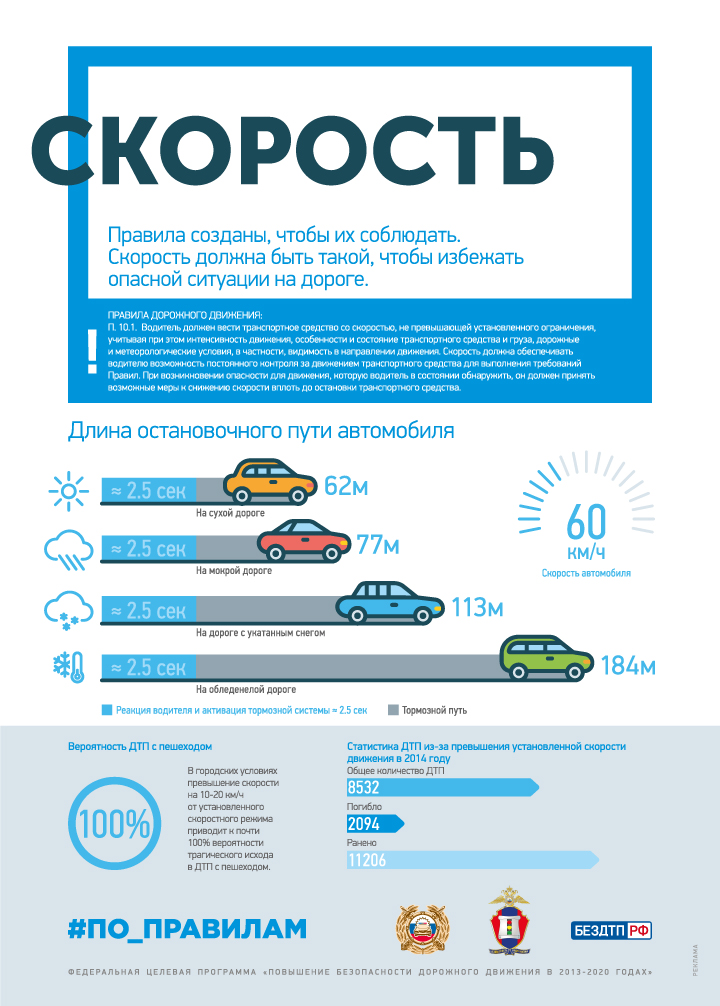 СКОРОСТЬ
Правила созданы, чтобы их соблюдать.
Скорость должна быть такой, чтобы избежать
опасной ситуации на дороге.
!
ПРАВИЛА ДОРОЖНОГО ДВИЖЕНИЯ:
П. 10.1. Водитель должен вести транспортное средство со скоростью, не превышающей установленного ограничения,
учитывая при этом интенсивность движения, особенности и состояние транспортного средства и груза, дорожные
и метеорологические условия, в частности, видимость в направлении движения. Скорость должна обеспечивать
водителю возможность постоянного контроля за движением транспортного средства для выполнения требований
Правил. При возникновении опасности для движения, которую водитель в состоянии обнаружить, он должен принять
возможные меры к снижению скорости вплоть до остановки транспортного средства.
Длина остановочного пути автомобиля
≈ 2.5 сек
62м
На сухой дороге
≈ 2.5 сек
77м
На мокрой дороге
≈ 2.5 сек
113м
На дороге с укатанным снегом
≈ 2.5 сек
184м
На обледенелой дороге
60
км/ч
Скорость автомобиля
Реакция водителя и активация тормозной системы ≈ 2.5 сек
Тормозной путь
Вероятность ДТП с пешеходом
100%
В городских условиях
превышение скорости
на 10-20 км/ч
от установленного
скоростного режима
приводит к почти
100% вероятности
трагического исхода
в ДТП с пешеходом.
Статистика ДТП из-за превышения установленной скорости
движения в 2014 году
Общее количество ДТП
8532
Погибло
2094
Ранено
11206
#ПО_ПРАВИЛАМ
БЕЗДТП РФ
ФЕДЕРАЛЬНАЯ ЦЕЛЕВАЯ ПРОГРАММА «ПОВЫШЕНИЕ БЕЗОПАСНОСТИ ДОРОЖНОГО ДВИЖЕНИЯ В 2013-2020 ГОДАХ»
РЕКЛАМА